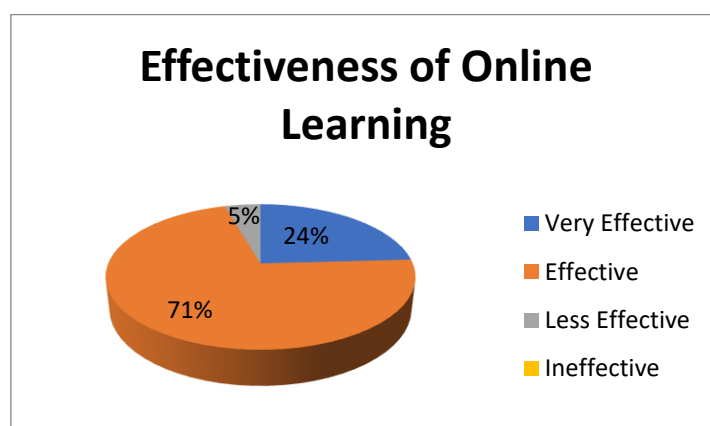 Effectiveness of Online
Learning
5%
24%
71%
Very Effective
Effective
Less Effective
Ineffective